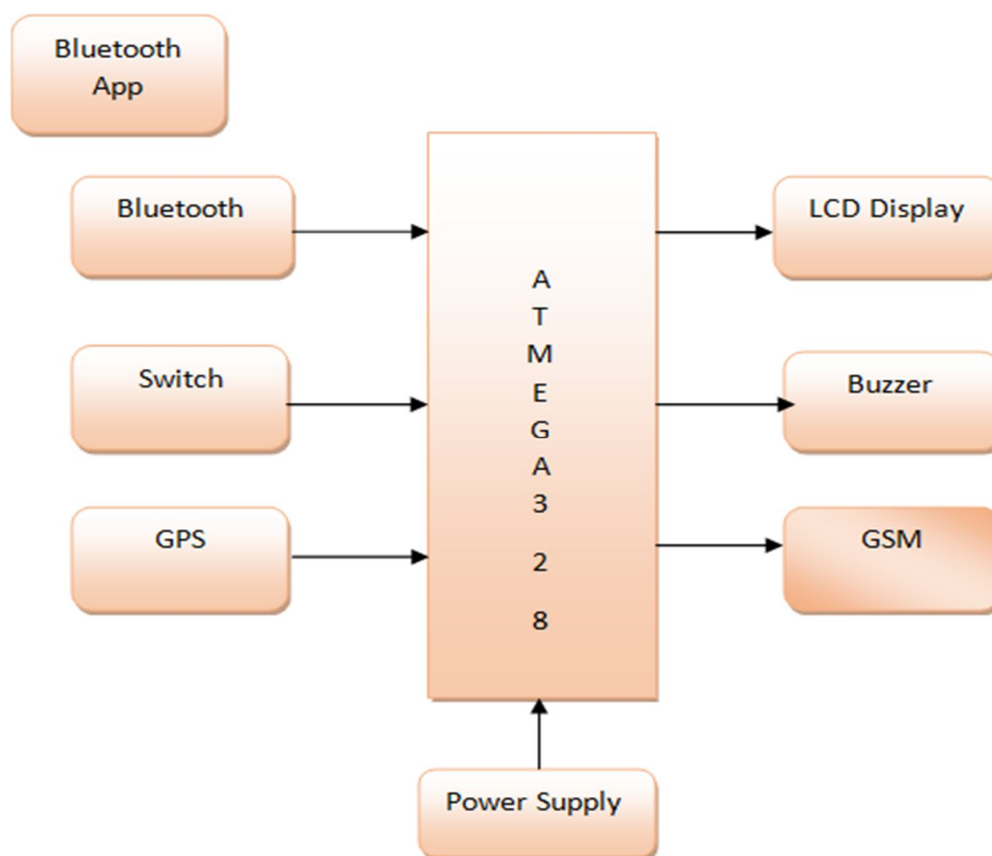 Bluetooth
App
Bluetooth
Switch
GPS
A
T
M
E
G
A
3
2
8
LCD Display
Buzzer
GSM
Power Supply